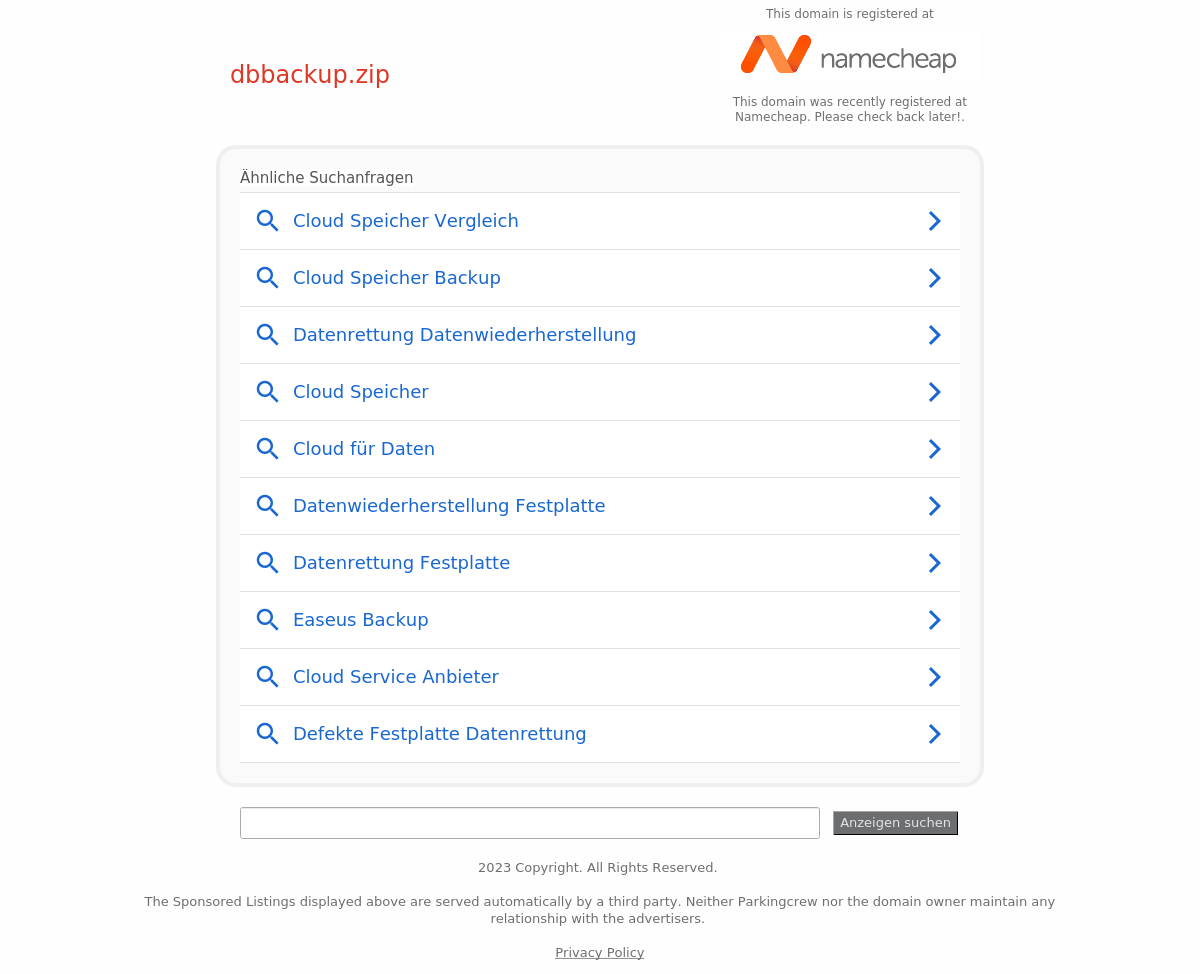 This domain is registered at
dbbackup.zip
namecheap
This domain was recently registered at
Namecheap. Please check back later!.
Ähnliche Suchanfragen
Cloud Speicher Vergleich
Cloud Speicher Backup
Datenrettung Datenwiederherstellung
Cloud Speicher
Cloud für Daten
Datenwiederherstellung Festplatte
Datenrettung Festplatte
Easeus Backup
Cloud Service Anbieter
Defekte Festplatte Datenrettung
Anzeigen suchen
2023 Copyright. All Rights Reserved.
The Sponsored Listings displayed above are served automatically by a third party. Neither Parkingcrew nor the domain owner maintain any
relationship with the advertisers.
Privacy Policy